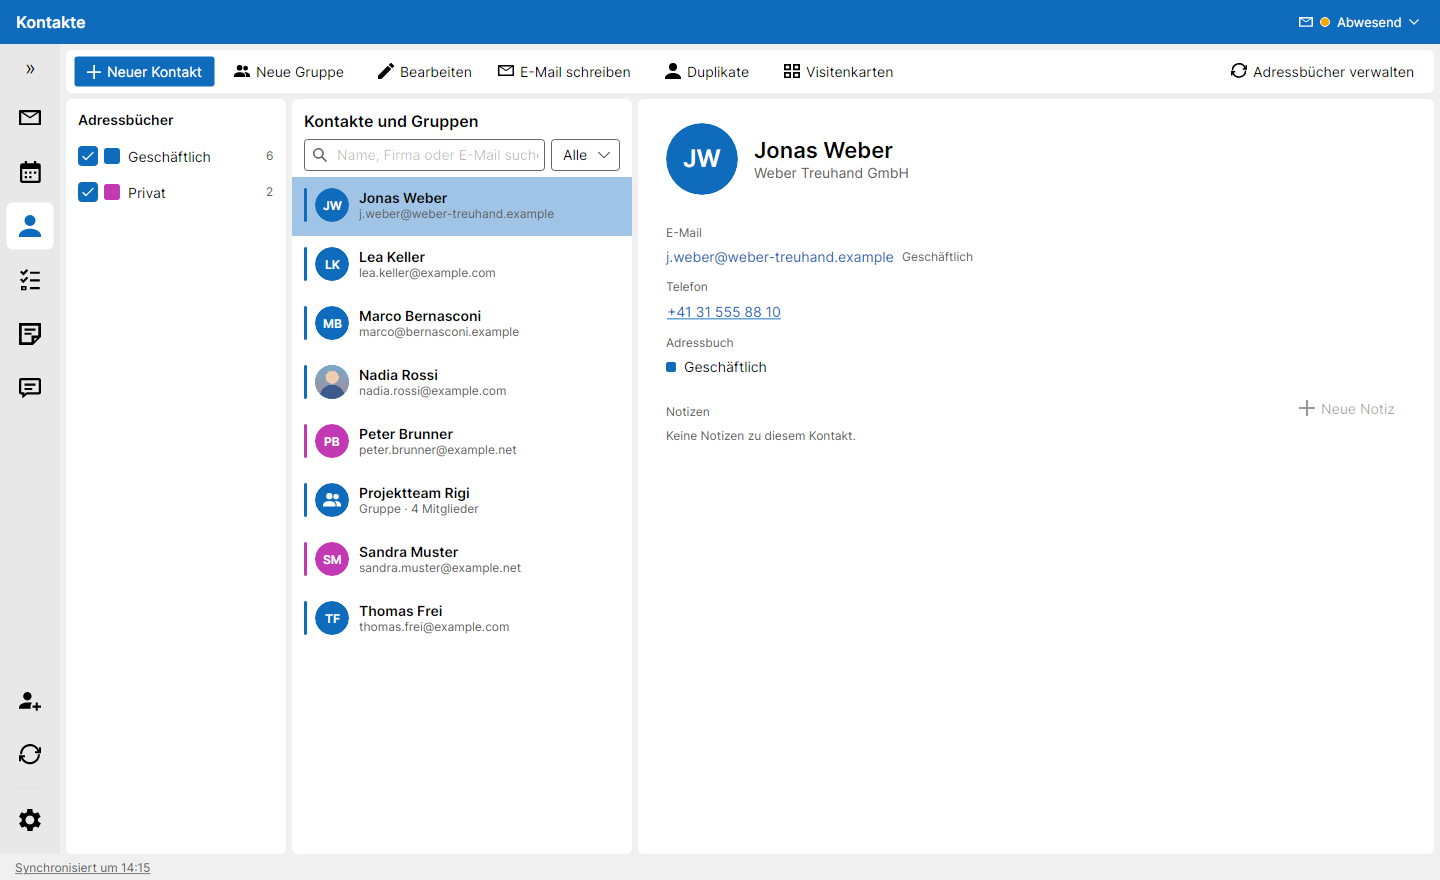 Kontakte
Abwesend
»
Neuer Kontakt
Neue Gruppe
Bearbeiten
E-Mail schreiben
Duplikate
Visitenkarten
Adressbücher verwalten
Adressbücher
Geschäftlich 6
Privat 2
Kontakte und Gruppen
Name, Firma oder E-Mail suche
Alle
JW
Jonas Weber
j.weber@weber-treuhand.example
LK
Lea Keller
lea.keller@example.com
MB
Marco Bernasconi
marco@bernasconi.example
Nadia Rossi
nadia.rossi@example.com
PB
Peter Brunner
peter.brunner@example.net
Projektteam Rigi
Gruppe · 4 Mitglieder
SM
Sandra Muster
sandra.muster@example.net
TF
Thomas Frei
thomas.frei@example.com
JW
Jonas Weber
Weber Treuhand GmbH
E-Mail
j.weber@weber-treuhand.example Geschäftlich
Telefon
+41 31 555 88 10
Adressbuch
Geschäftlich
Notizen
Neue Notiz
Keine Notizen zu diesem Kontakt.
Synchronisiert um 14:15